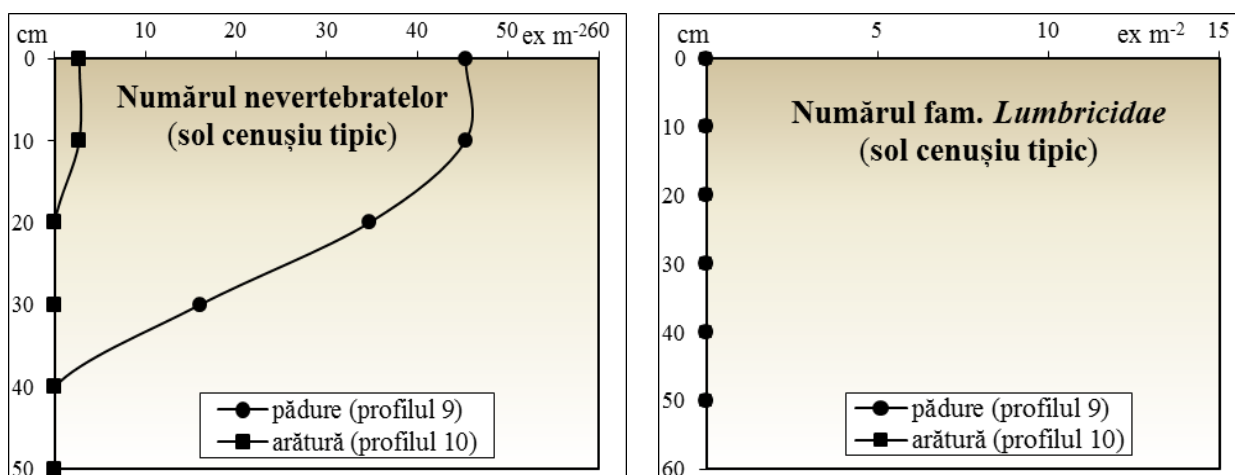 cm 10 20 30 40 50 ex m-2 60
0
Numărul nevertebratelor
10
(sol cenușiu tipic)
20
30
40
pădure (profilul 9)
arătură (profilul 10)
50
cm 5 10 ex m-2 15
0
Numărul fam. Lumbricidae
10
(sol cenușiu tipic)
20
30
40
50
pădure (profilul 9)
arătură (profilul 10)
60